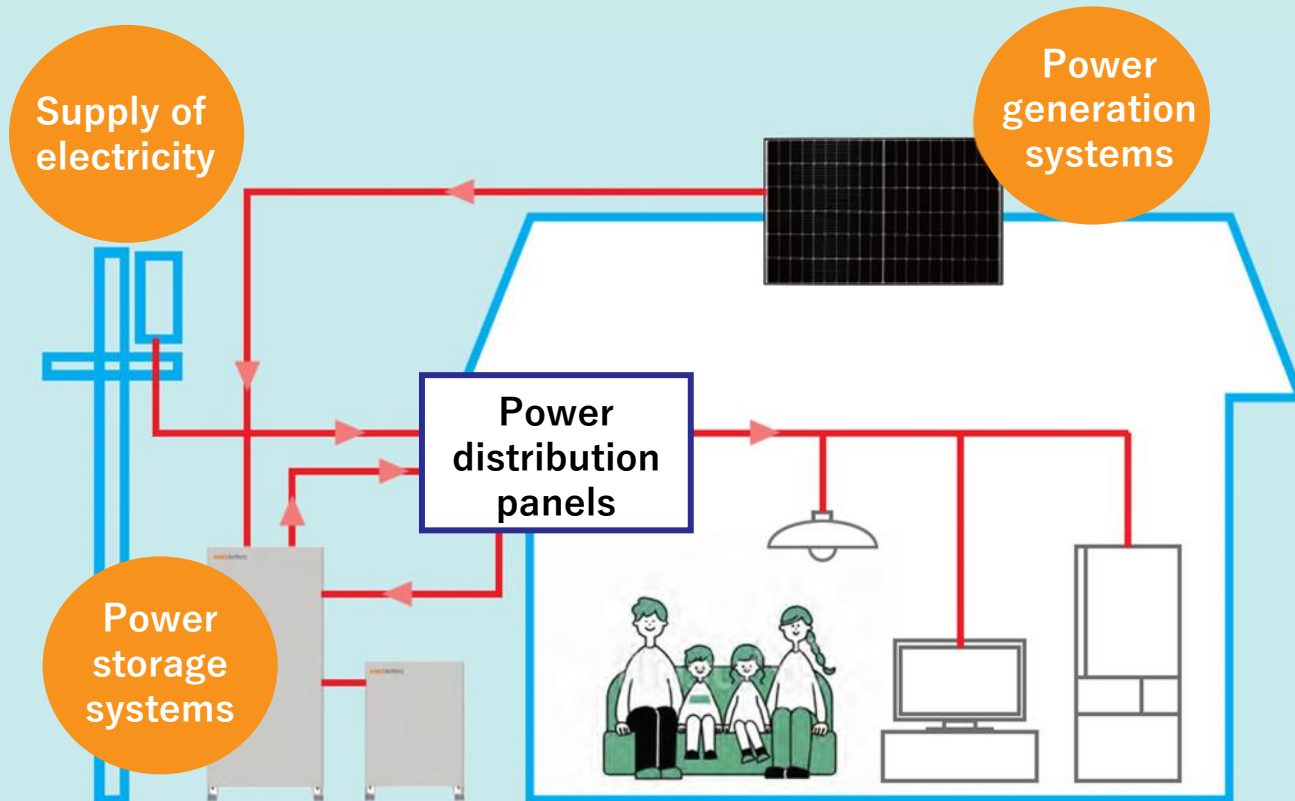 Supply of
electricity
Power
generation
systems
Power
distribution
panels
Power
storage
systems